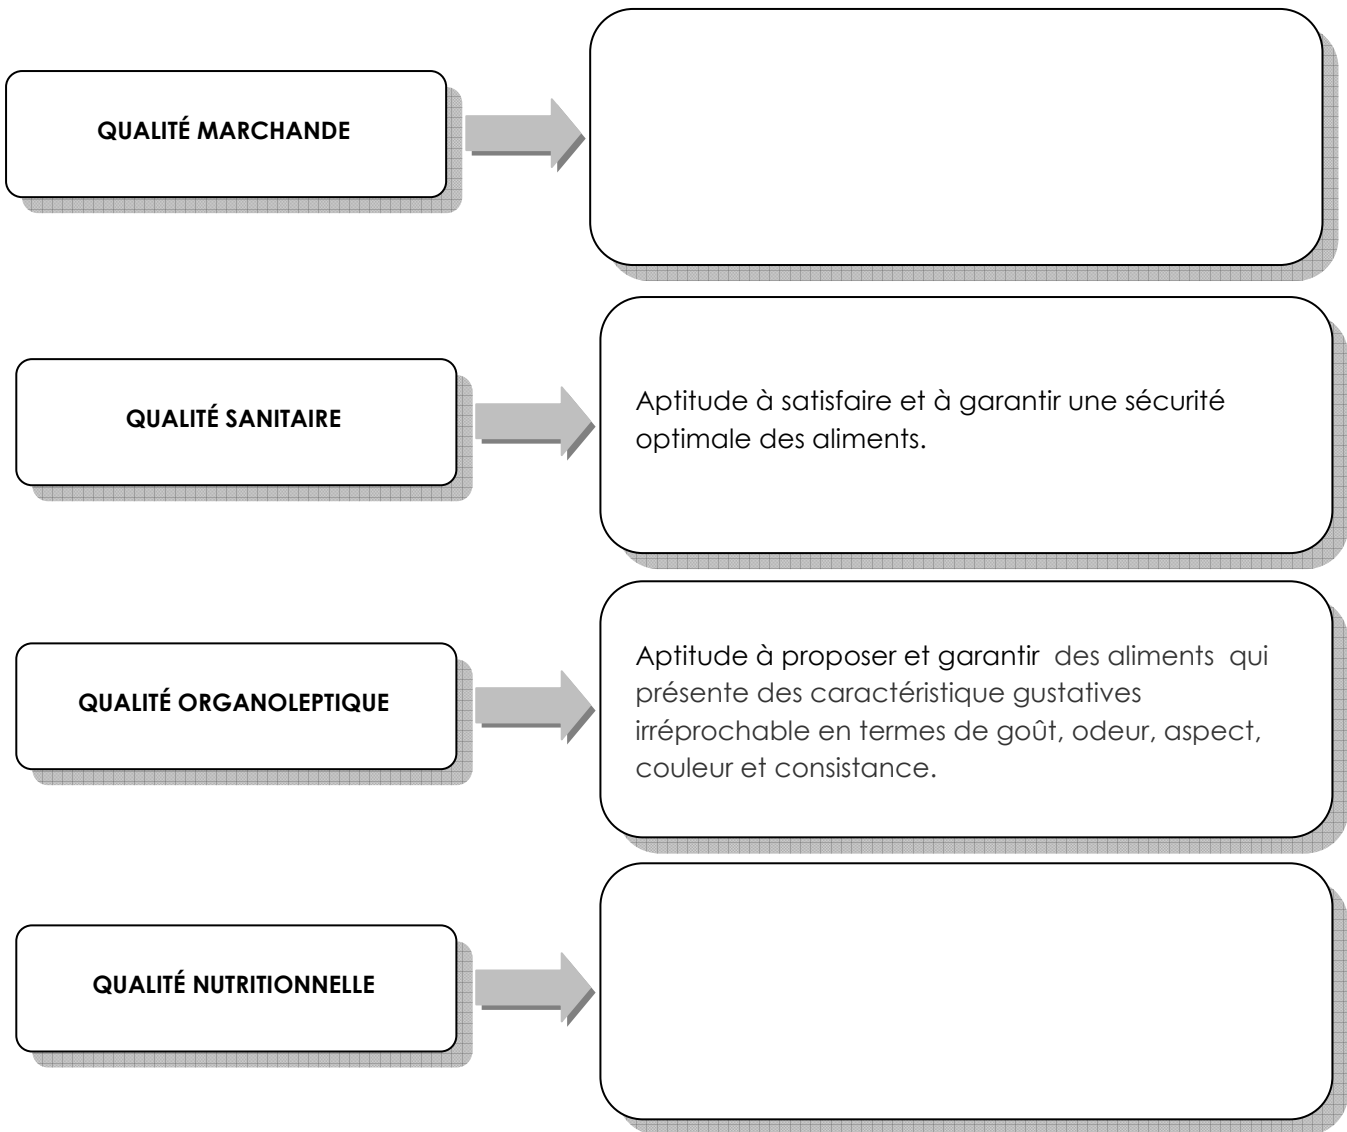 QUALITÉ MARCHANDE
QUALITÉ SANITAIRE
Aptitude à satisfaire et à garantir une sécurité
optimale des aliments.
QUALITÉ ORGANOLEPTIQUE
Aptitude à proposer et garantir des aliments qui
présente des caractéristique gustatives
irréprochable en termes de goût, odeur, aspect,
couleur et consistance.
QUALITÉ NUTRITIONNELLE